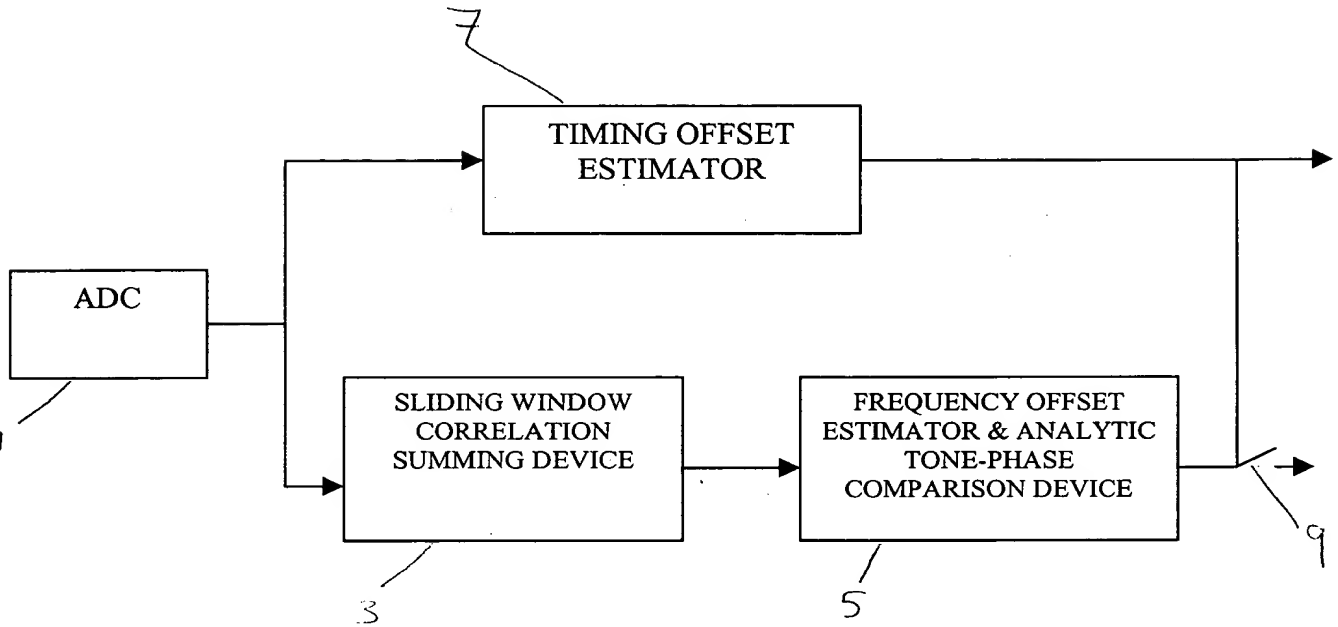 7
TIMING OFFSET
ESTIMATOR
ADC
SLIDING WINDOW
CORRELATION
SUMMING DEVICE
FREQUENCY OFFSET
ESTIMATOR & ANALYTIC
TONE-PHASE
COMPARISON DEVICE
9
3
5